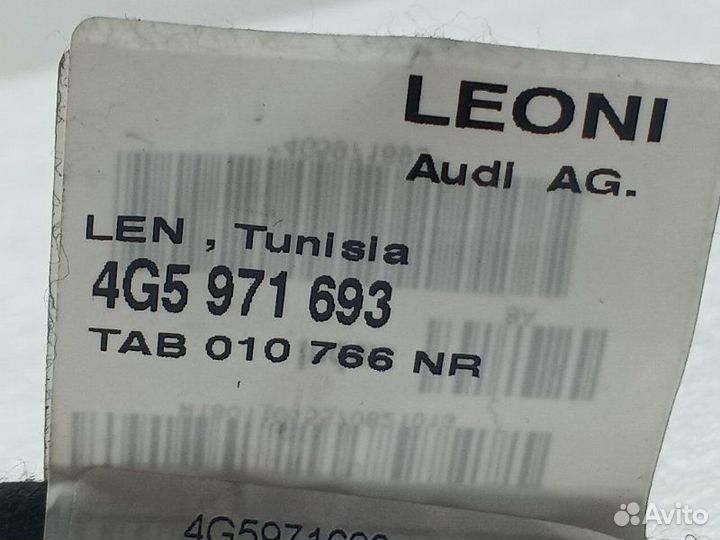 LEONI
Audi AG.
LEN , Tunisia
4G5 971 693
TAB 010 766 NR
Avito